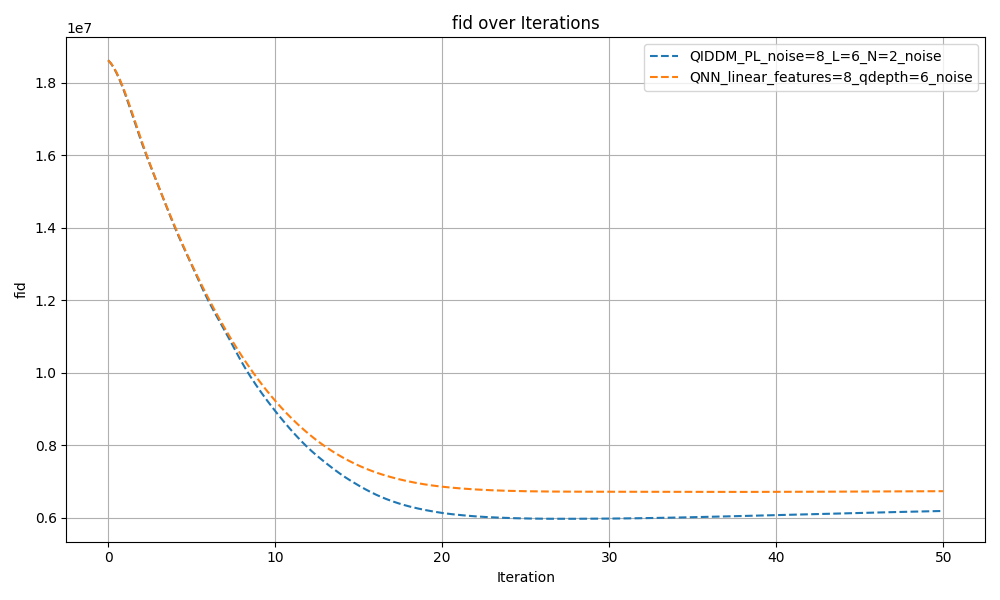 fid over Iterations
1e7
QIDDM_PL_noise=8_L=6_N=2_noise
QNN_linear_features=8_qdepth=6_noise
1.8
1.6
1.4
1.2
1.0
0.8
0.6
fid
0 10 20 30 40 50
Iteration